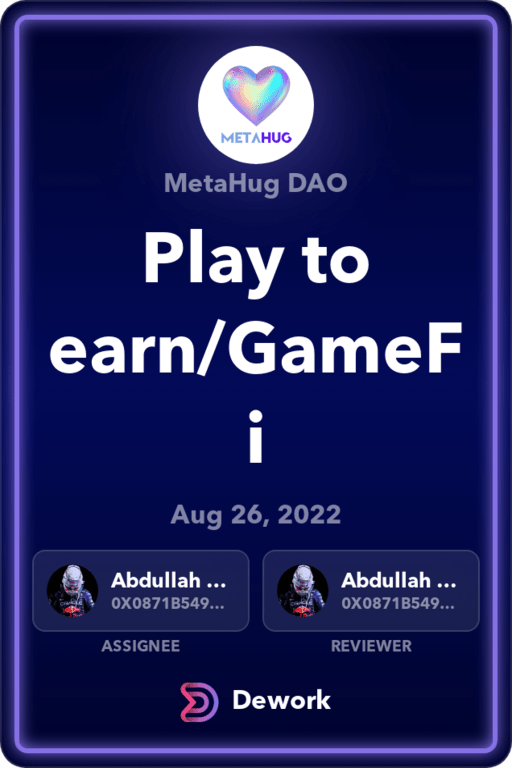 METAHUG
MetaHug DAO
Play to
earn/GameF
i
Aug 26, 2022
Abdullah ...
0X0871B549...
Abdullah ...
0X0871B549...
ASSIGNEE
REVIEWER
Dework